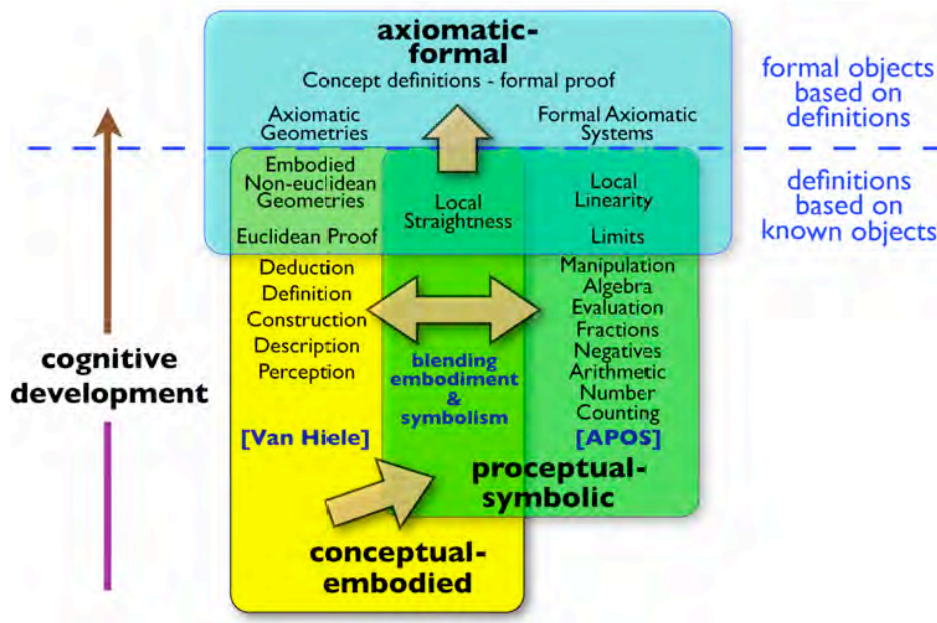 axiomatic-
formal
Concept definitions - formal proof
Axiomatic
Geometries
Formal Axiomatic
Systems
formal objects
based on
definitions
Embodied
Non-euclidean
Geometries
Euclidean Proof
Local
Straightness
Local
Linearity
Limits
definitions
based on
known objects
Deduction
Definition
Construction
Description
Perception
[Van Hiele]
blending
embodiment
&
symbolism
Manipulation
Algebra
Evaluation
Fractions
Negatives
Arithmetic
Number
Counting
[APOS]
cognitive
development
proceptual-
symbolic
conceptual-
embodied